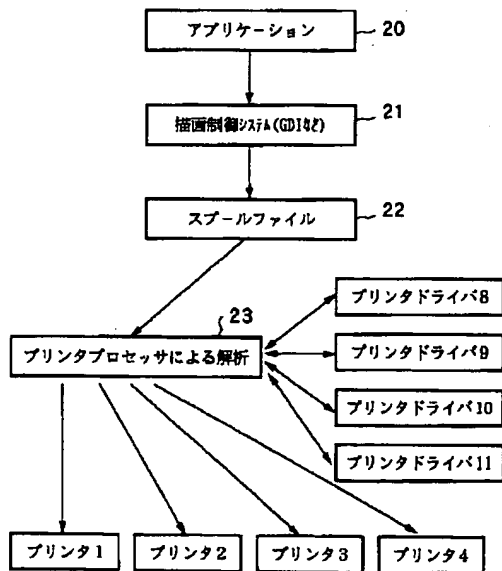 アプリケーション 20
描画制御システム(GDIなど) 21
スプールファイル 22
プリンタプロセッサによる解析 23
プリンタドライバ8
プリンタドライバ9
プリンタドライバ10
プリンタドライバ11
プリンタ1
プリンタ2
プリンタ3
プリンタ4